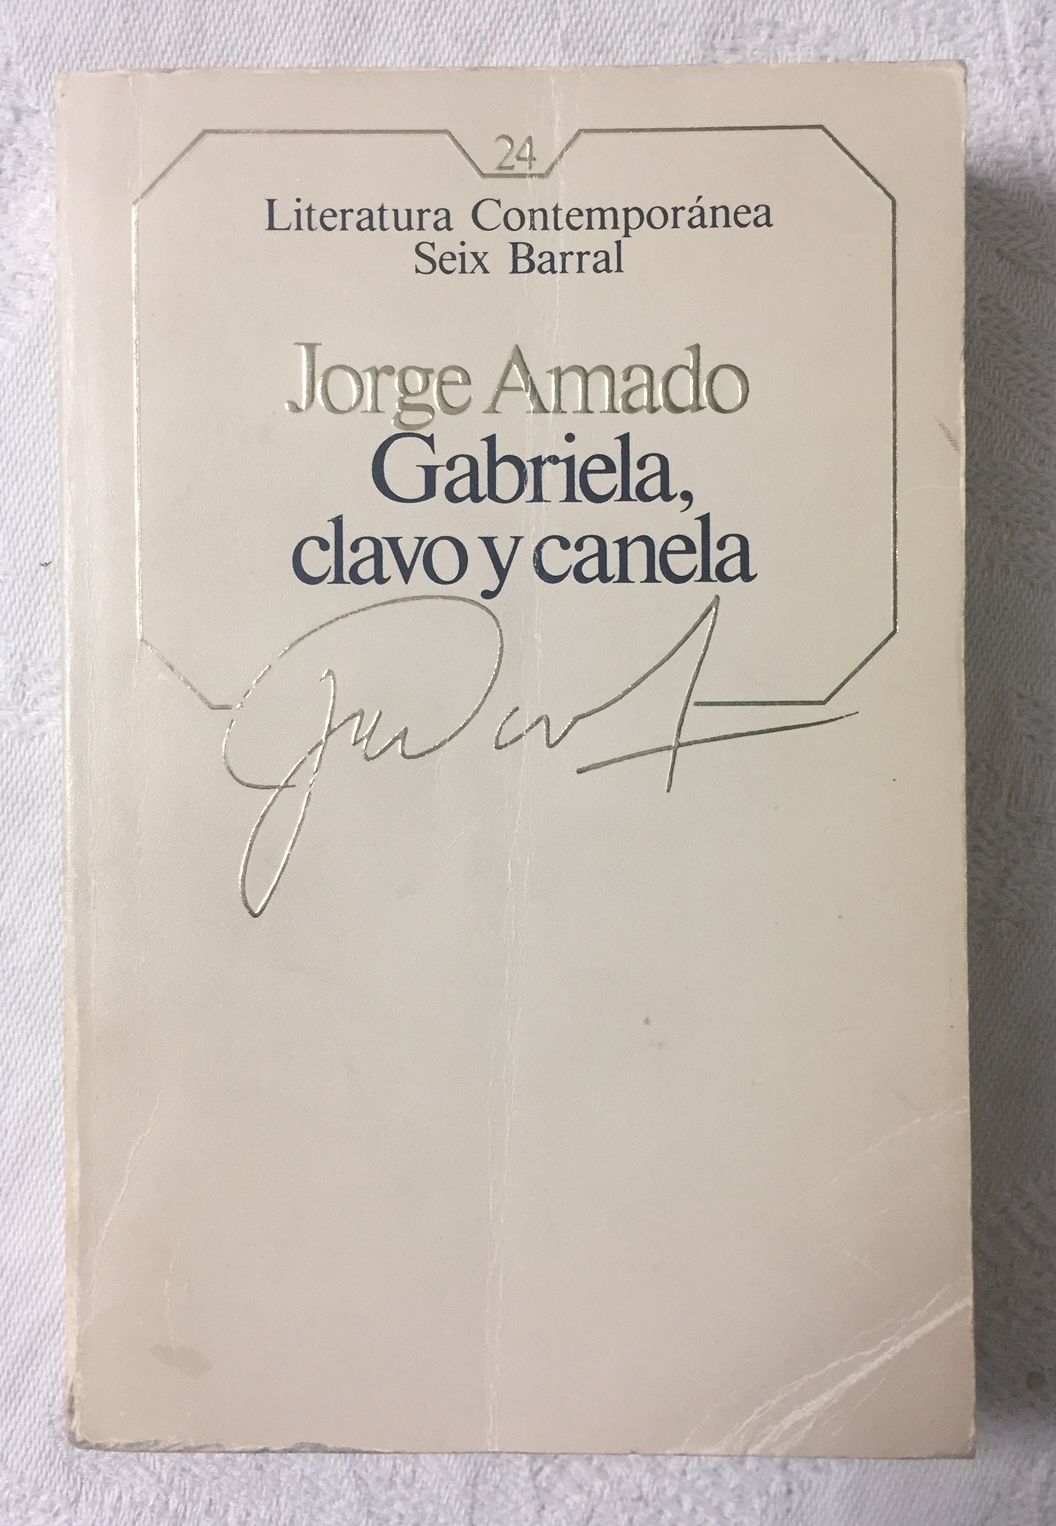 24
Literatura Contemporánea
Seix Barral
Jorge Amado
Gabriela,
clavo y canela